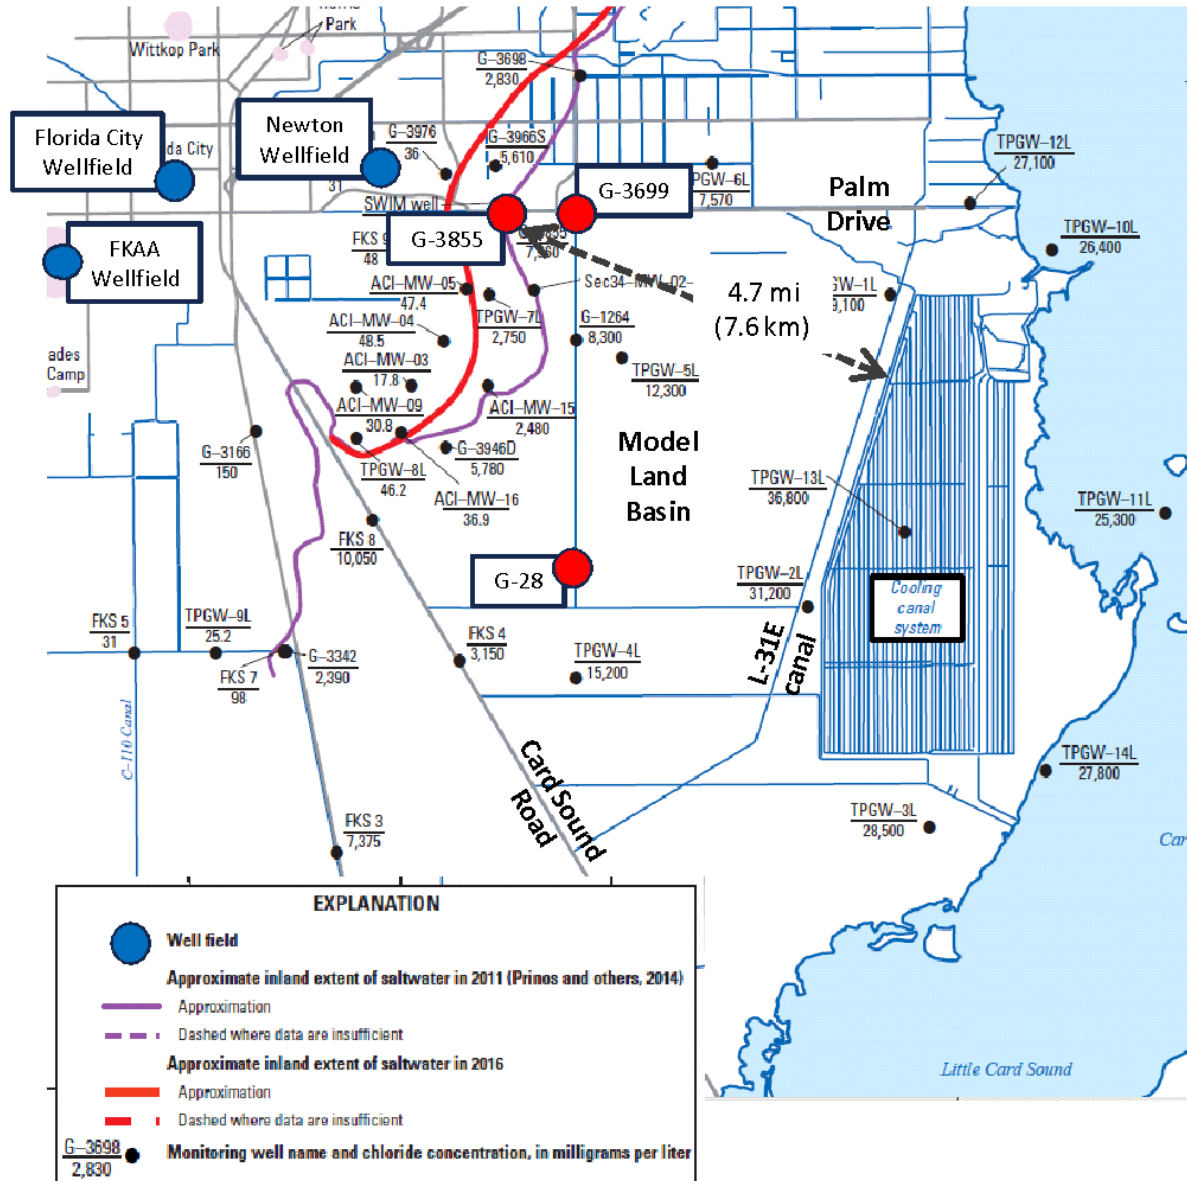 Park
Wittkop Park
G–3698
2,830
Florida City
Wellfield
da City
Newton
Wellfield
31
G–3976
36
G–3966S
5,610
TPGW–12L
27,100
PGW–6L
7,570
G-3699
Palm
Drive
SWIM well
G-3855
FKS 9
48
7,360
TPGW–10L
26,400
FKAA
Wellfield
ACI–MW–05
47.4
Sec34–MW–02–
4.7 mi
(7.6 km)
GW–1L
9,100
TPGW–7L
2,750
G–1264
8,300
ACI–MW–04
48.5
ades
Camp
ACI–MW–03
17.8
TPGW–5L
12,300
ACI–MW–09
30.8
ACI–MW–15
2,480
Model
Land
Basin
G–3166
150
G–3946D
5,780
TPGW–8L
46.2
ACI–MW–16
36.9
TPGW–13L
36,800
TPGW–11L
25,300
FKS 8
10,050
G-28
TPGW–2L
31,200
Cooling
canal
system
FKS 5
31
TPGW–9L
25.2
FKS 4
3,150
TPGW–4L
15,200
L-31E
canal
G–3342
2,390
FKS 7
98
C–110 Canal
Card Sound
Road
TPGW–14L
27,800
TPGW–3L
28,500
FKS 3
7,375
Car
EXPLANATION
Well field
Approximate inland extent of saltwater in 2011 (Prinos and others, 2014)
Approximation
Dashed where data are insufficient
Approximate inland extent of saltwater in 2016
Approximation
Dashed where data are insufficient
G–3698
2,830
Monitoring well name and chloride concentration, in milligrams per liter
Little Card Sound